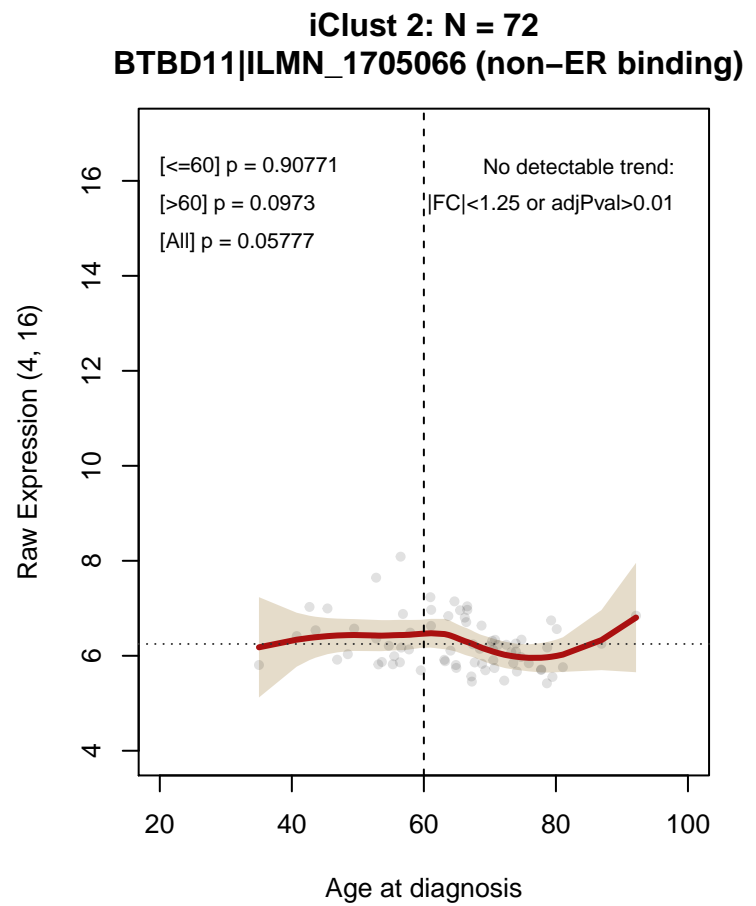 iClust 2: N = 72
BTBD11|ILMN_1705066 (non−ER binding)
[<=60] p = 0.90771
[>60] p = 0.0973
[All] p = 0.05777
No detectable trend:
|FC|<1.25 or adjPval>0.01
Raw Expression (4, 16)
16
14
12
10
8
6
4
20 40 60 80 100
Age at diagnosis